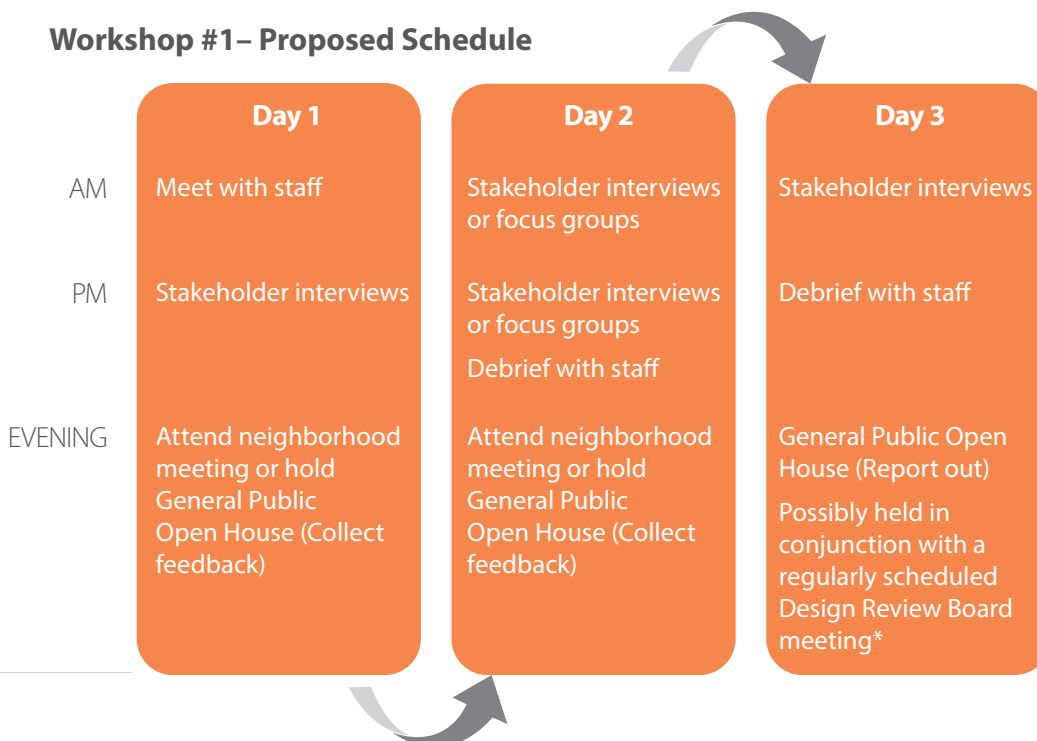 Workshop #1– Proposed Schedule
Day 1
Day 2
Day 3
AM
Meet with staff
Stakeholder interviews
or focus groups
Stakeholder interviews
PM
Stakeholder interviews
Stakeholder interviews
or focus groups
Debrief with staff
Debrief with staff
EVENING
Attend neighborhood
meeting or hold
General Public
Open House (Collect
feedback)
Attend neighborhood
meeting or hold
General Public
Open House (Collect
feedback)
General Public Open
House (Report out)
Possibly held in
conjunction with a
regularly scheduled
Design Review Board
meeting*